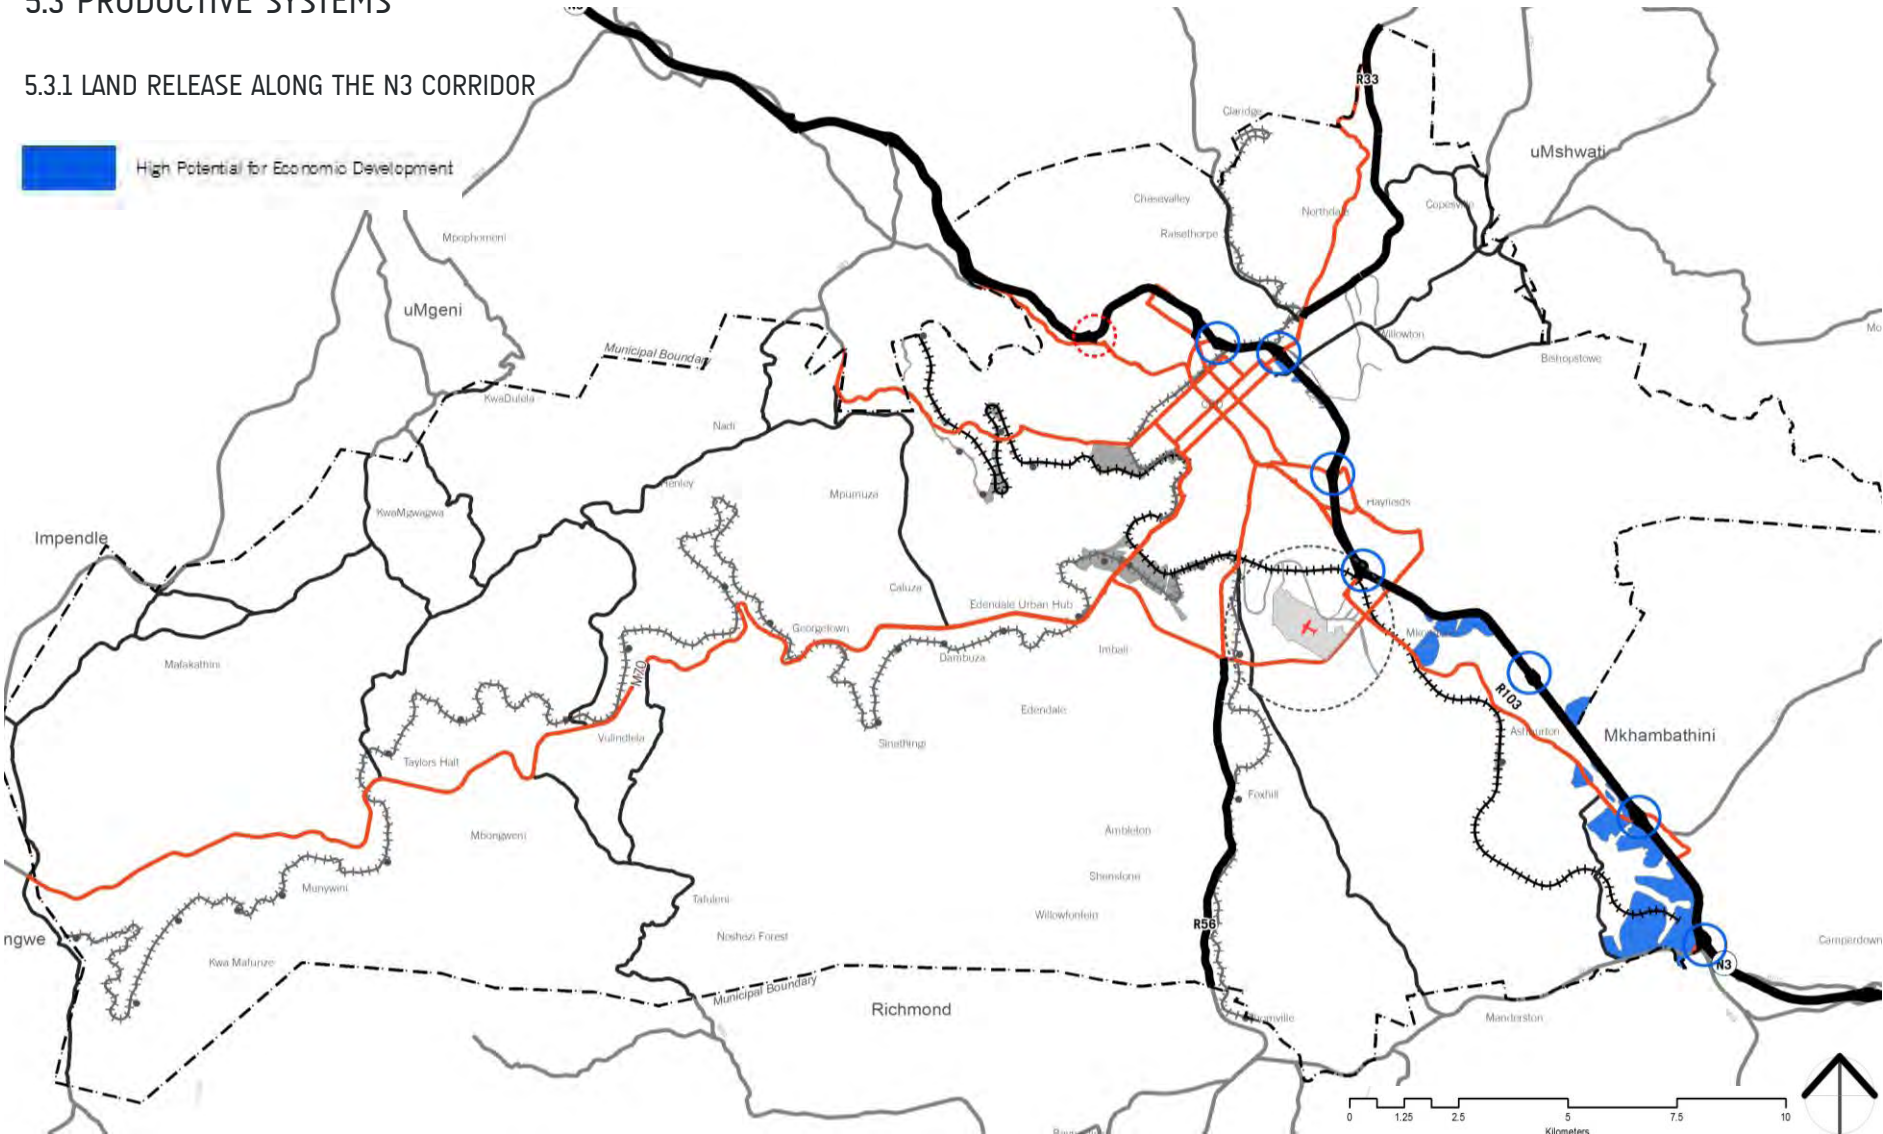 5.3 PRODUCTIVE SYSTEMS
5.3.1 LAND RELEASE ALONG THE N3 CORRIDOR
High Potential for Economic Development
R33
Claridge
uMshwati
Chasevalley
Northdale
Copesville
Raisethorpe
Mpophomeni
uMgeni
Municipal Boundary
Willowton
Bishopstowe
KwaDulela
CBD
Nadi
Henley
Mpumuza
Hayfields
KwaMgwagwa
Impendle
Caluza
Edendale Urban Hub
Georgetown
Imbali
Dambuza
Mafakathini
M70
R103
Edendale
Ashburton
Mkhambathini
Vulindlela
Sinathingi
Taylors Halt
Foxhill
Mbongweni
Ambleton
Shenstone
Munywini
Tafuleni
Willowfontein
R56
Noshezi Forest
ngwe
Kwa Mafunze
Camperdown
N3
Municipal Boundary
Richmond
Manderston
0 1.25 2.5 5 7.5 10
Kilometers